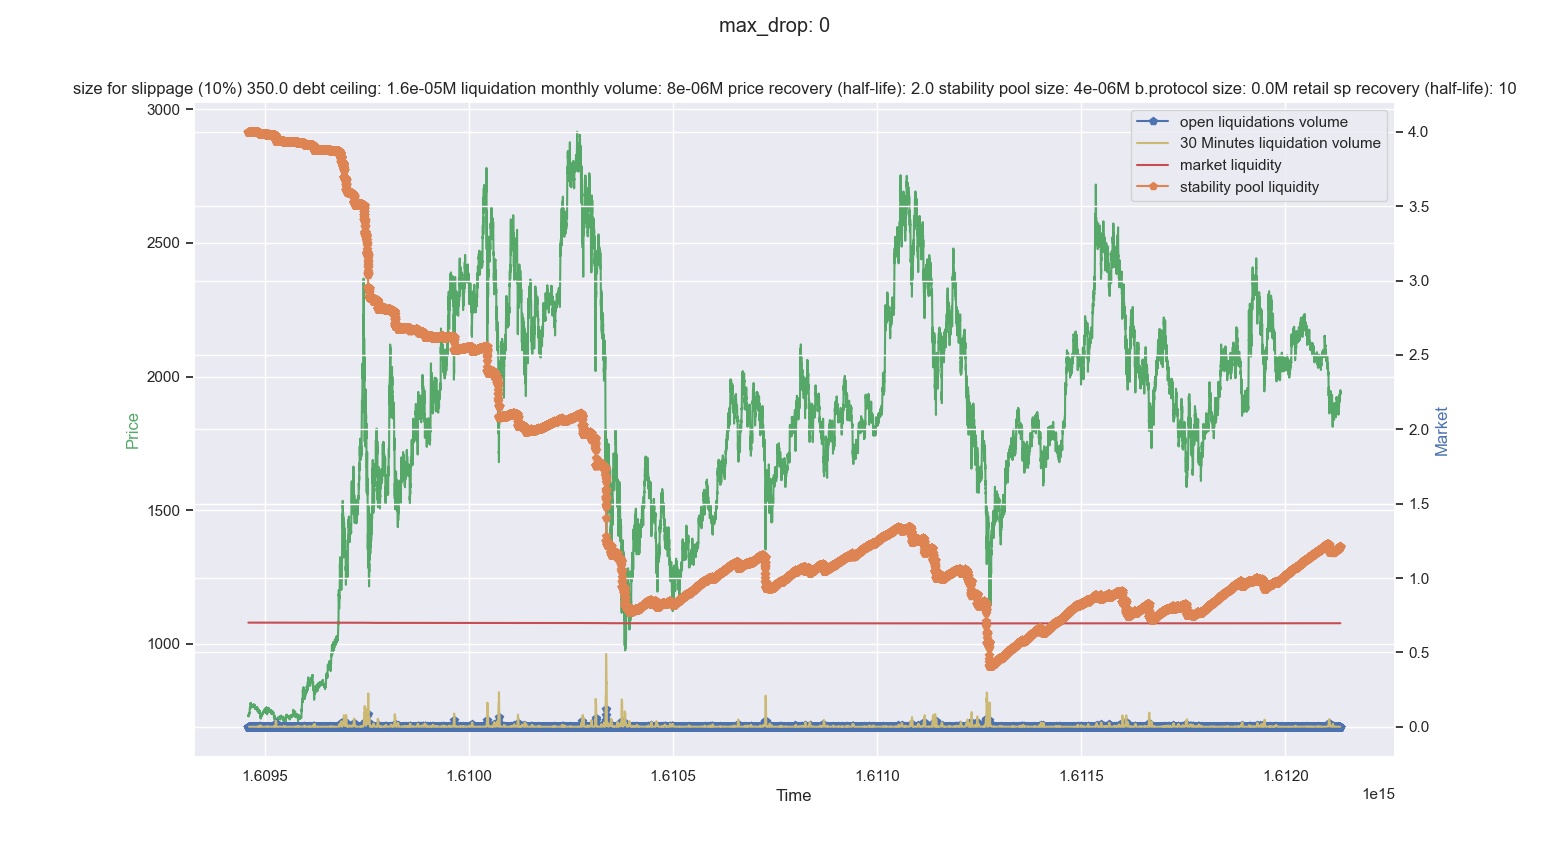 max_drop: 0
size for slippage (10%) 350.0 debt ceiling: 1.6e-05M liquidation monthly volume: 8e-06M price recovery (half-life): 2.0 stability pool size: 4e-06M b.protocol size: 0.0M retail sp recovery (half-life): 10
open liquidations volume
30 Minutes liquidation volume
market liquidity
stability pool liquidity
3000
2500
2000
1500
1000
Price
4.0
3.5
3.0
2.5
2.0
1.5
1.0
0.5
0.0
Market
1.6095 1.6100 1.6105 1.6110 1.6115 1.6120
Time
1e15